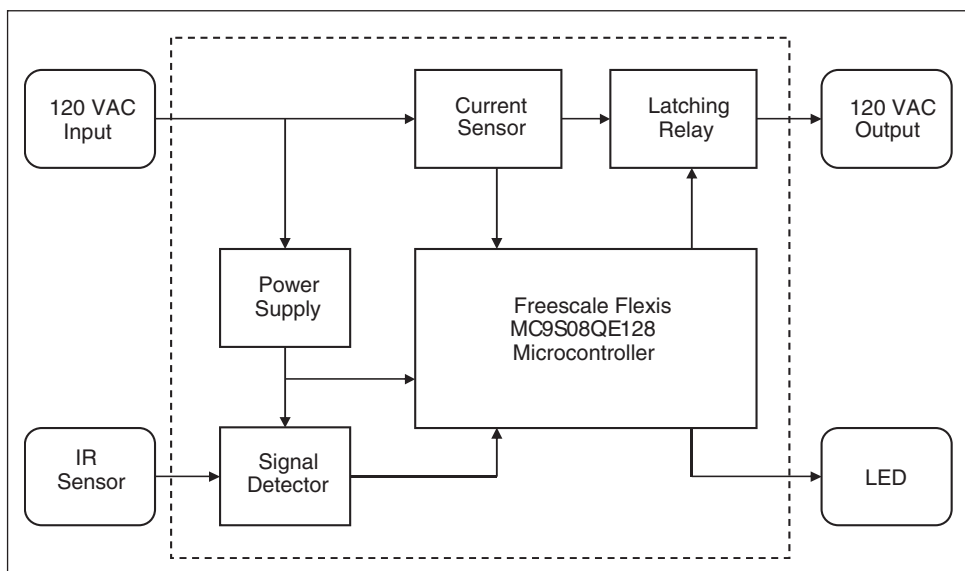 120 VAC
Input
Current
Sensor
Latching
Relay
120 VAC
Output
Power
Supply
Freescale Flexis
MC9S08QE128
Microcontroller
IR
Sensor
Signal
Detector
LED